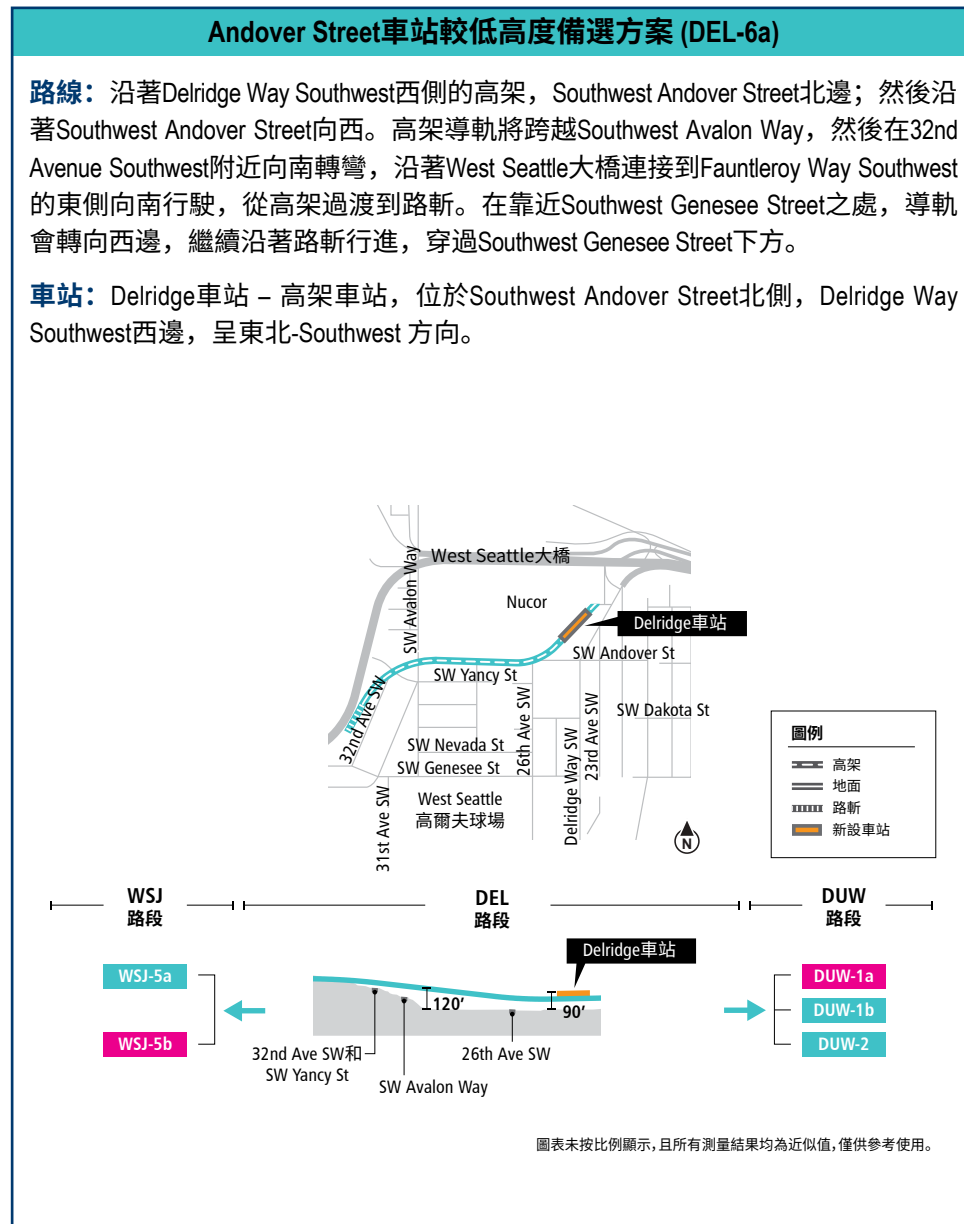 Andover Street車站較低高度備選方案 (DEL-6a)
路線：沿著Delridge Way Southwest西側的高架，Southwest Andover Street北邊；然後沿
著Southwest Andover Street向西。高架導軌將跨越Southwest Avalon Way，然後在32nd
Avenue Southwest附近向南轉彎，沿著West Seattle大橋連接到Fauntleroy Way Southwest
的東側向南行駛，從高架過渡到路斬。在靠近Southwest Genesee Street之處，導軌
會轉向西邊，繼續沿著路斬行進，穿過Southwest Genesee Street下方。
車站：Delridge車站 – 高架車站，位於Southwest Andover Street北側，Delridge Way
Southwest西邊，呈東北-Southwest 方向。
West Seattle大橋
SW Avalon Way
Nucor
Delridge車站
SW Andover St
SW Yancy St
32nd Ave SW
26th Ave SW
23rd Ave SW
SW Dakota St
SW Nevada St
SW Genesee St
Delridge Way SW
West Seattle
高爾夫球場
31st Ave SW
N
圖例
高架
地面
路斬
新設車站
WSJ
路段
DEL
路段
DUW
路段
Delridge車站
WSJ-5a
WSJ-5b
120’
90’
DUW-1a
DUW-1b
DUW-2
32nd Ave SW和
SW Yancy St
SW Avalon Way
26th Ave SW
圖表未按比例顯示，且所有測量結果均為近似值，僅供參考使用。